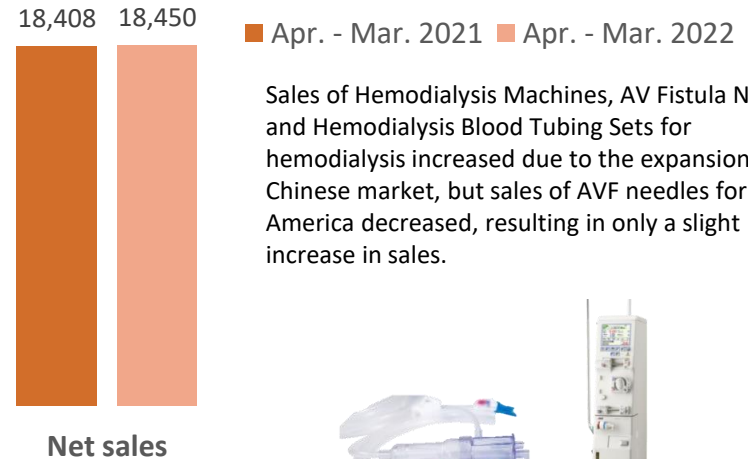 18,408 18,450
Apr. - Mar. 2021 Apr. - Mar. 2022
Sales of Hemodialysis Machines, AV Fistula N
and Hemodialysis Blood Tubing Sets for
hemodialysis increased due to the expansion
Chinese market, but sales of AVF needles for
America decreased, resulting in only a slight
increase in sales.
Net sales